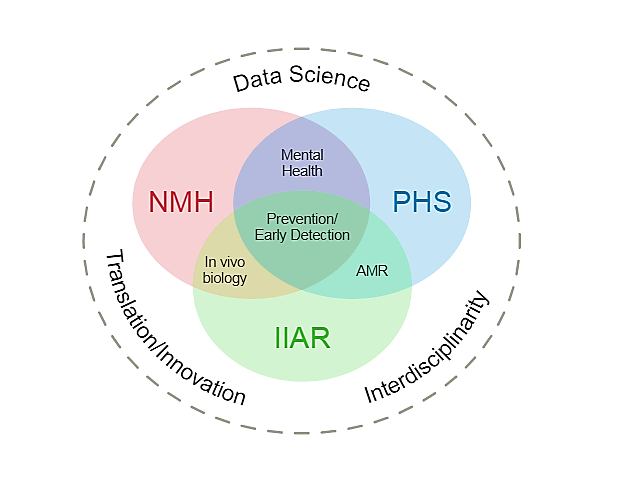 Data Science
Mental
Health
NMH
PHS
Prevention/
Early Detection
In vivo
biology
AMR
IIAR
Translation/Innovation
Interdisciplinarity